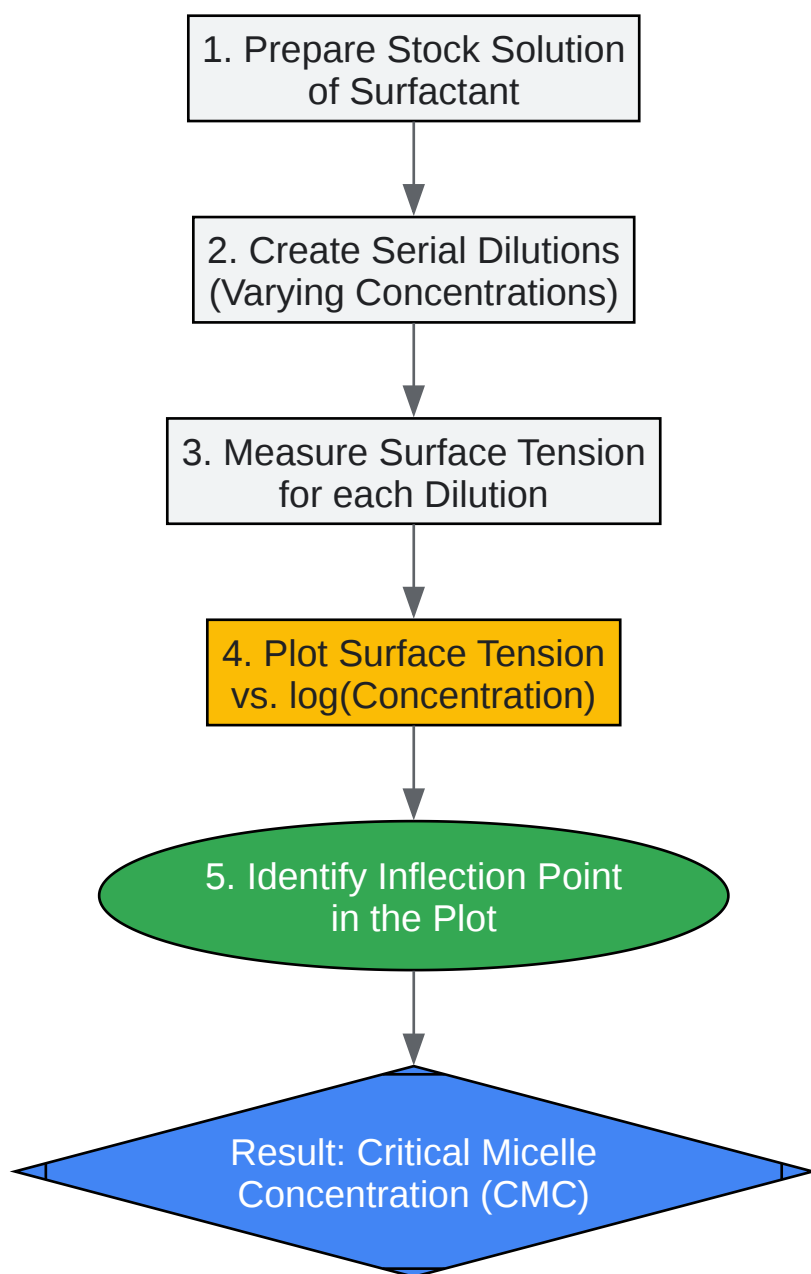 1. Prepare Stock Solution
of Surfactant
2. Create Serial Dilutions
(Varying Concentrations)
3. Measure Surface Tension
for each Dilution
4. Plot Surface Tension
vs. log(Concentration)
5. Identify Inflection Point
in the Plot
Result: Critical Micelle
Concentration (CMC)